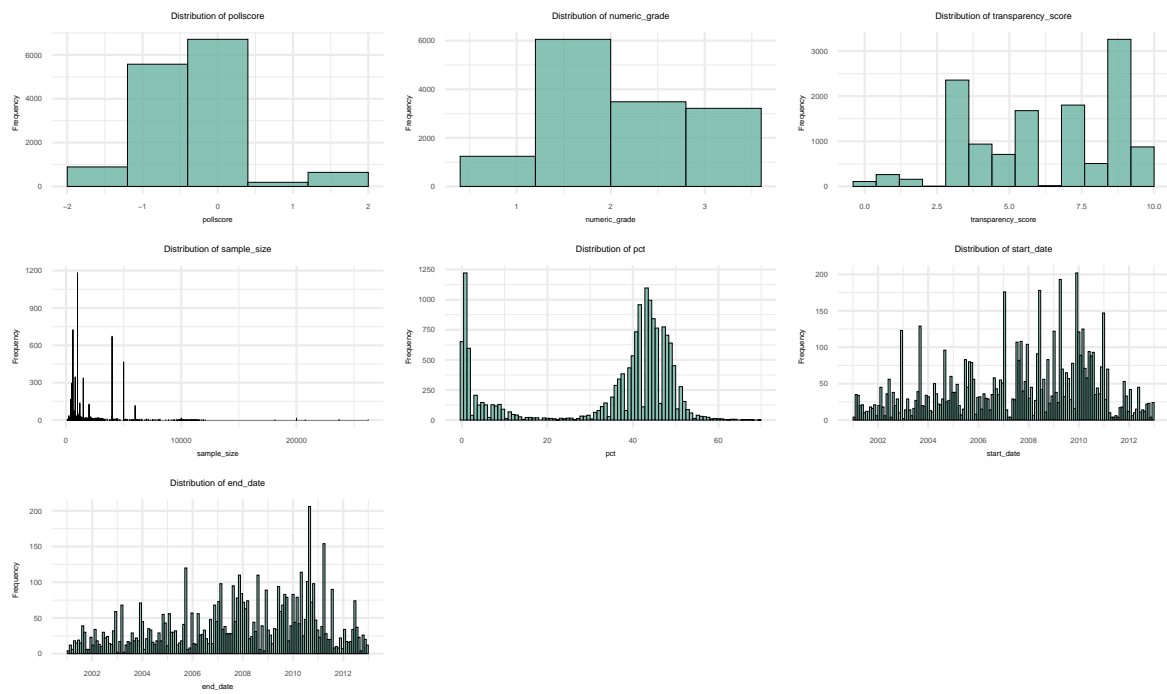 Distribution of pollscore
Frequency
6000
4000
2000
0
−2 −1 0 1 2
pollscore
Distribution of numeric_grade
Frequency
6000
4000
2000
0
1 2 3
numeric_grade
Distribution of transparency_score
Frequency
3000
2000
1000
0
0.0 2.5 5.0 7.5 10.0
transparency_score
Distribution of sample_size
Frequency
1200
900
600
300
0
0 10000 20000
sample_size
Distribution of pct
Frequency
1250
1000
750
500
250
0
0 20 40 60
pct
Distribution of start_date
Frequency
200
150
100
50
0
2002 2004 2006 2008 2010 2012
start_date
Distribution of end_date
Frequency
200
150
100
50
0
2002 2004 2006 2008 2010 2012
end_date